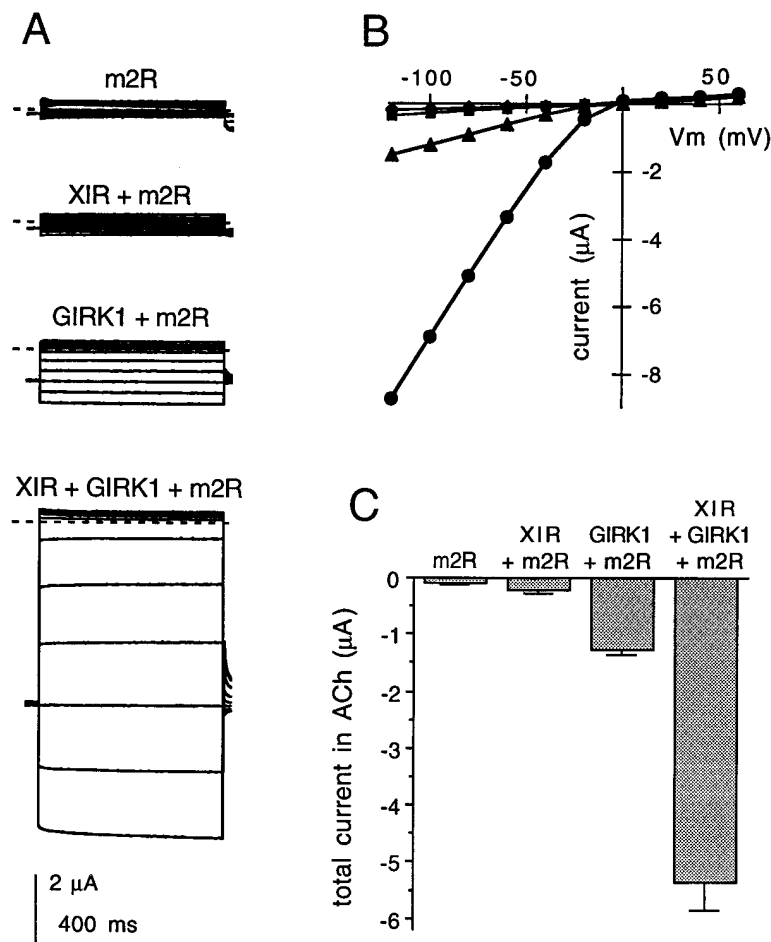 A
m2R
XIR + m2R
GIRK1 + m2R
XIR + GIRK1 + m2R
2 µA
400 ms
B
-100
-50
50
Vm (mV)
-2
-4
-6
-8
current (µA)
C
m2R
XIR
+ m2R
GIRK1
+ m2R
XIR
+ GIRK1
+ m2R
0
-1
-2
-3
-4
-5
-6
total current in ACh (µA)